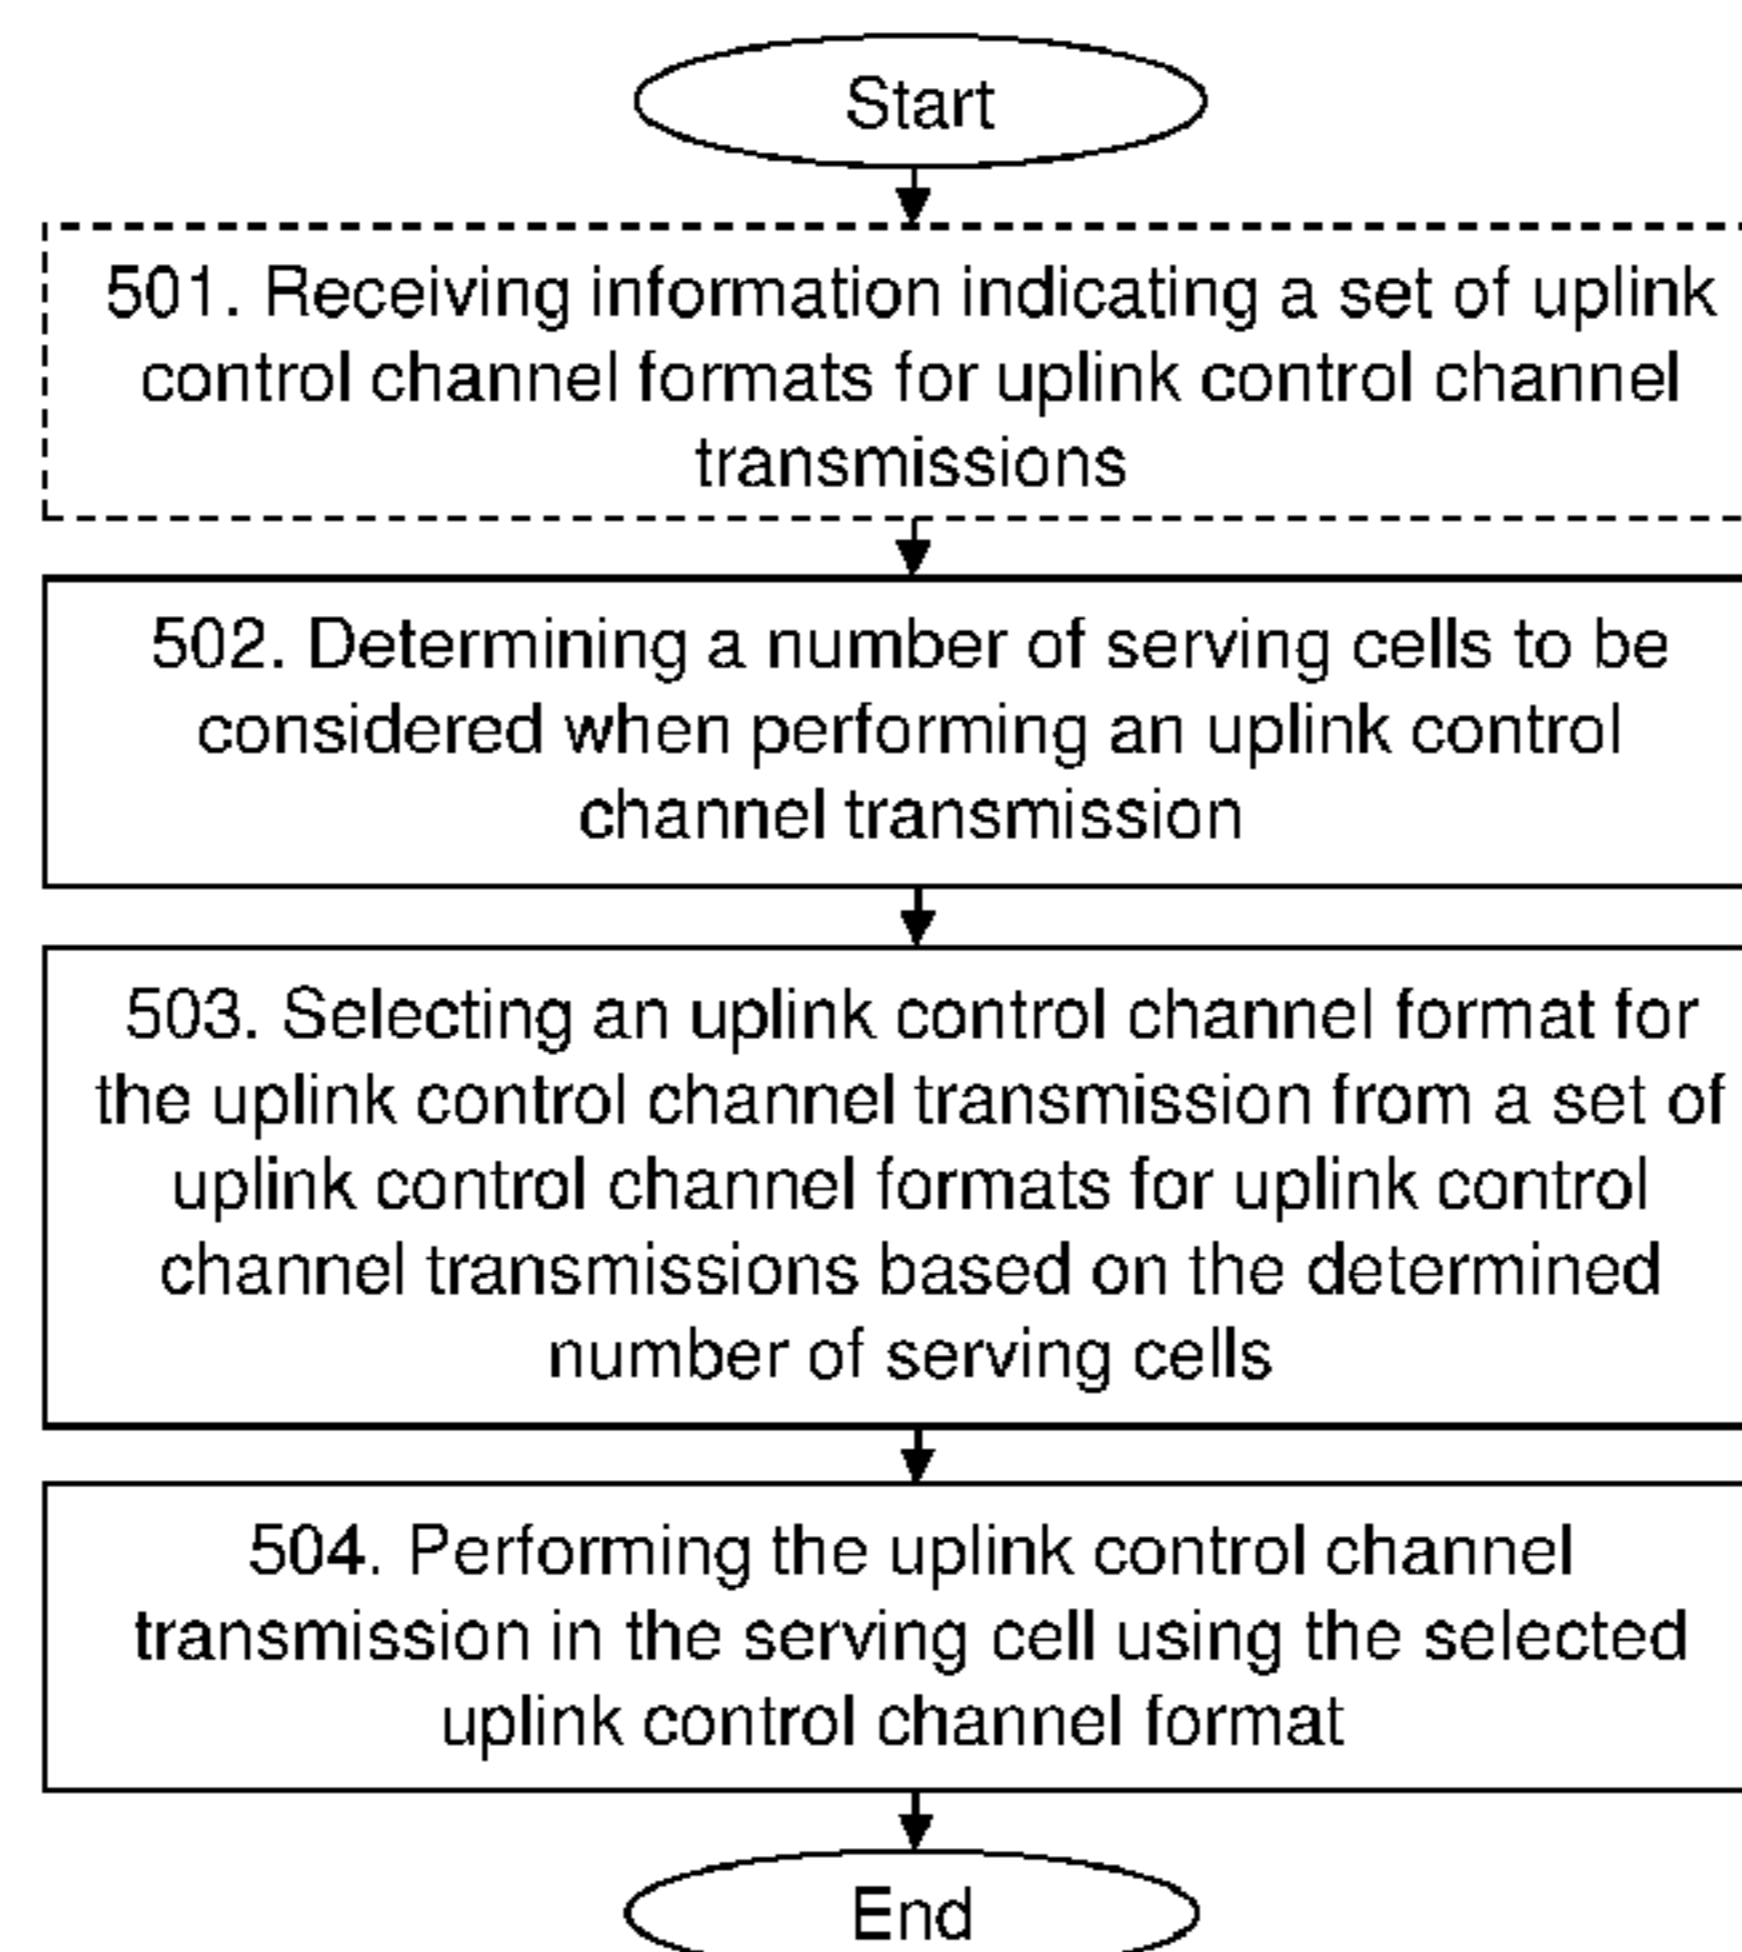 Start
501. Receiving information indicating a set of uplink
control channel formats for uplink control channel
transmissions
502. Determining a number of serving cells to be
considered when performing an uplink control
channel transmission
503. Selecting an uplink control channel format for
the uplink control channel transmission from a set of
uplink control channel formats for uplink control
channel transmissions based on the determined
number of serving cells
504. Performing the uplink control channel
transmission in the serving cell using the selected
uplink control channel format
End